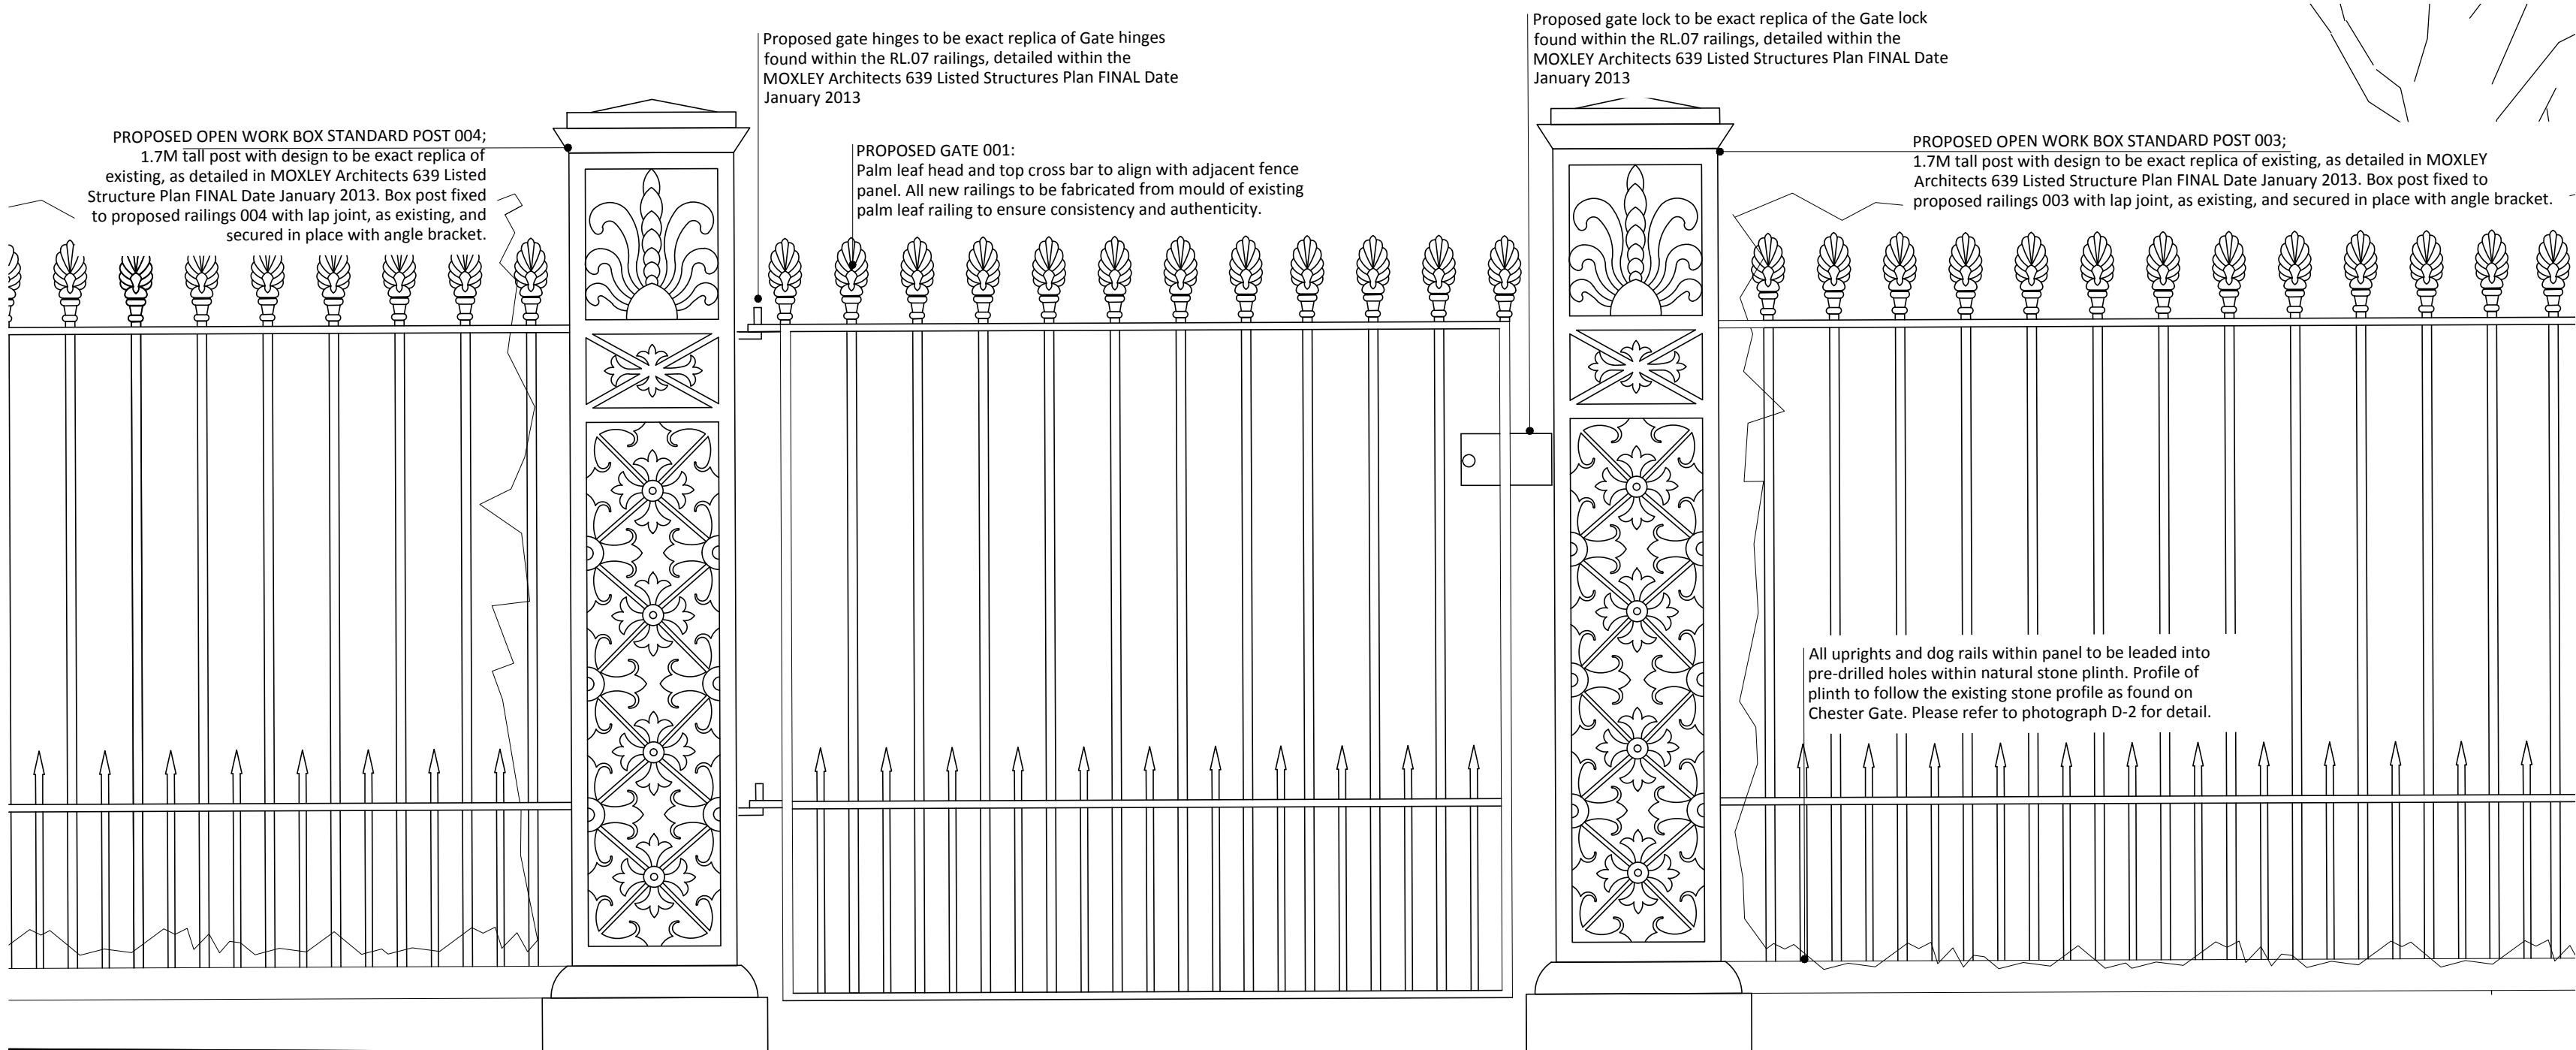 Proposed gate hinges to be exact replica of Gate hinges
found within the RL.07 railings, detailed within the
MOXLEY Architects 639 Listed Structures Plan FINAL Date
January 2013
Proposed gate lock to be exact replica of the Gate lock
found within the RL.07 railings, detailed within the
MOXLEY Architects 639 Listed Structures Plan FINAL Date
January 2013
PROPOSED OPEN WORK BOX STANDARD POST 004;
1.7M tall post with design to be exact replica of
existing, as detailed in MOXLEY Architects 639 Listed
Structure Plan FINAL Date January 2013. Box post fixed
to proposed railings 004 with lap joint, as existing, and
secured in place with angle bracket.
PROPOSED GATE 001:
Palm leaf head and top cross bar to align with adjacent fence
panel. All new railings to be fabricated from mould of existing
palm leaf railing to ensure consistency and authenticity.
PROPOSED OPEN WORK BOX STANDARD POST 003;
1.7M tall post with design to be exact replica of existing, as detailed in MOXLEY
Architects 639 Listed Structure Plan FINAL Date January 2013. Box post fixed to
proposed railings 003 with lap joint, as existing, and secured in place with angle bracket.
All uprights and dog rails within panel to be leaded into
pre-drilled holes within natural stone plinth. Profile of
plinth to follow the existing stone profile as found on
Chester Gate. Please refer to photograph D-2 for detail.